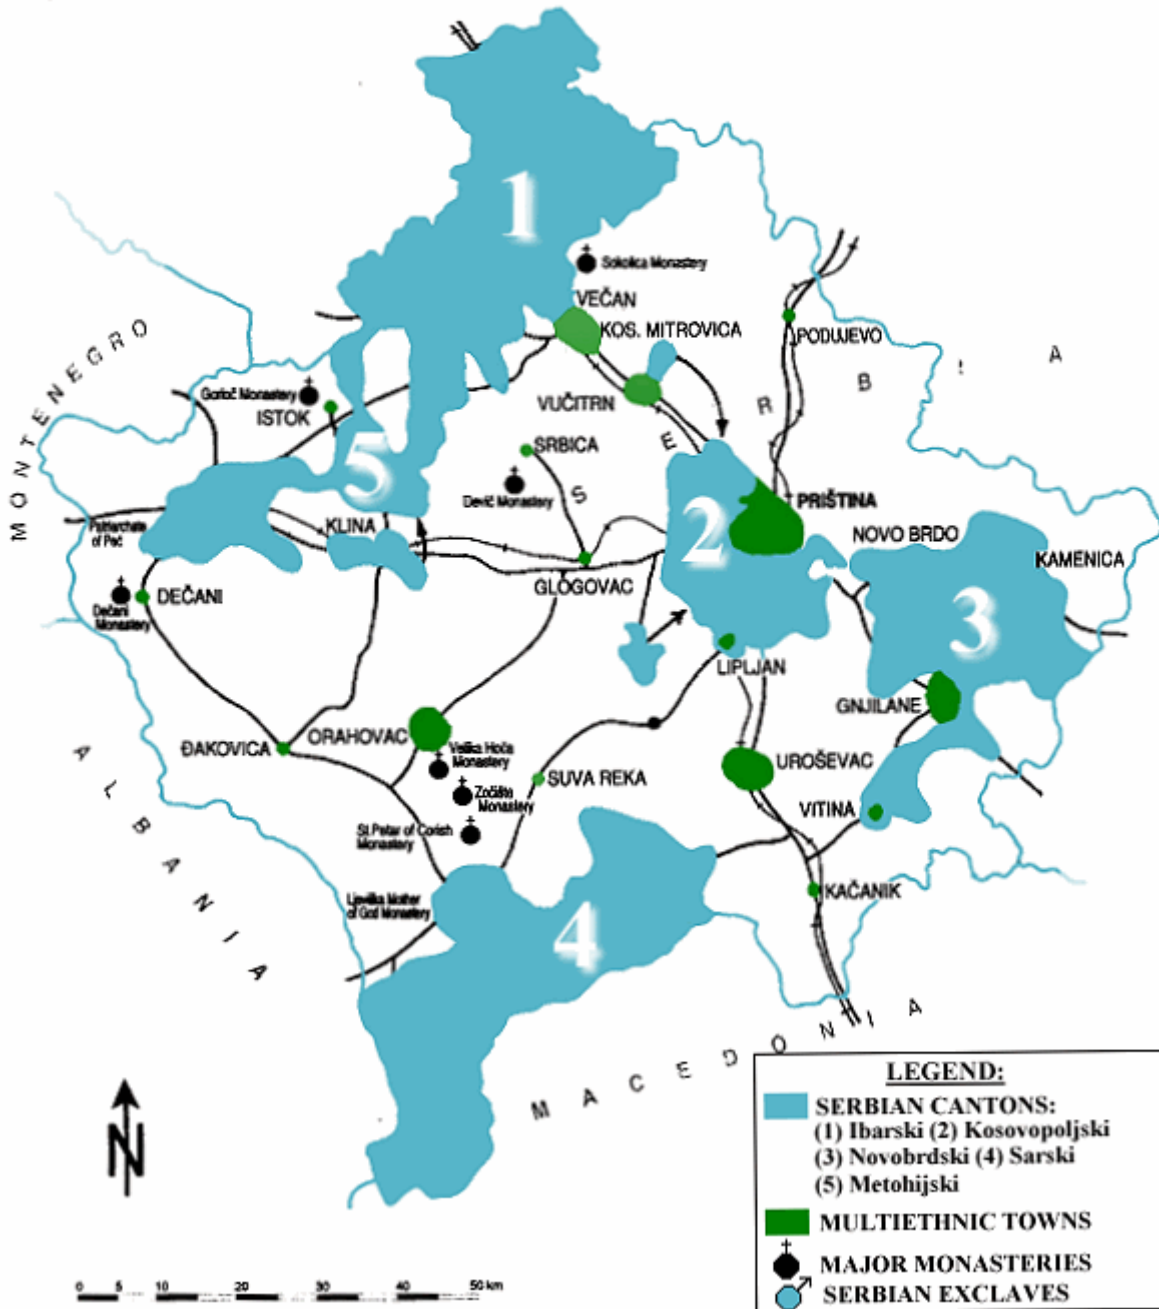 1
Sokolica Monastery
VEČAN
KOS. MITROVICA
PODUJEVO
MONTENEGRO
SERBIA
Gorioč Monastery
ISTOK
VUČITRN
5
SRBICA
Devič Monastery
2
PRIŠTINA
Patriarchate
of Peć
KLINA
NOVO BRDO
KAMENICA
GLOGOVAC
DEČANI
Dečani
Monastery
3
LIPLJAN
GNJILANE
ORAHOVAC
ĐAKOVICA
Velika Hoča
Monastery
UROŠEVAC
SUVA REKA
Zočište
Monastery
VITINA
St.Petar of Corish
Monastery
ALBANIA
Ljeviška Mother
of God Monastery
KAČANIK
4
MACEDONIA
N
LEGEND:
SERBIAN CANTONS:
(1) Ibarski (2) Kosovopoljski
(3) Novobrdski (4) Sarski
(5) Metohijski
MULTIETHNIC TOWNS
MAJOR MONASTERIES
SERBIAN EXCLAVES
0 5 10 20 30 40 50 km